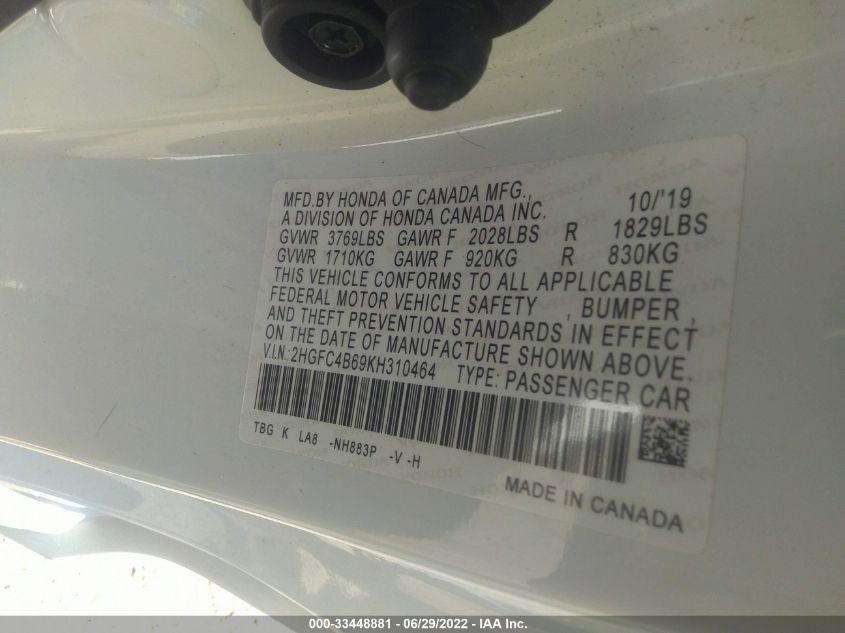 MFD.BY HONDA OF CANADA MFG., 10/'19
A DIVISION OF HONDA CANADA INC.
GVWR 3769LBS GAWR F 2028LBS R 1829LBS
GVWR 1710KG GAWR F 920KG R 830KG
THIS VEHICLE CONFORMS TO ALL APPLICABLE
FEDERAL MOTOR VEHICLE SAFETY , BUMPER ,
AND THEFT PREVENTION STANDARDS IN EFFECT
ON THE DATE OF MANUFACTURE SHOWN ABOVE.
V.I.N.:2HGFC4B69KH310464 TYPE: PASSENGER CAR
TBG K LA8 -NH883P -V -H
MADE IN CANADA
000-33448881 - 06/29/2022 - IAA Inc.